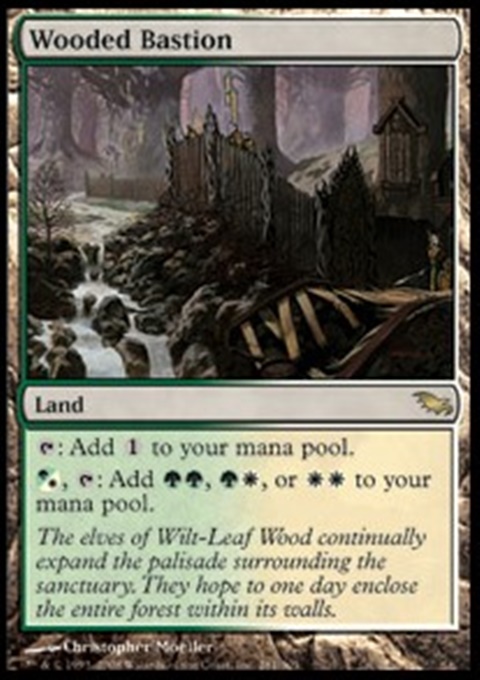 Wooded Bastion
Land
: Add 1 to your mana pool.
, : Add , , or to your
mana pool.
The elves of Wilt-Leaf Wood continually
expand the palisade surrounding the
sanctuary. They hope to one day enclose
the entire forest within its walls.
Christopher Moeller